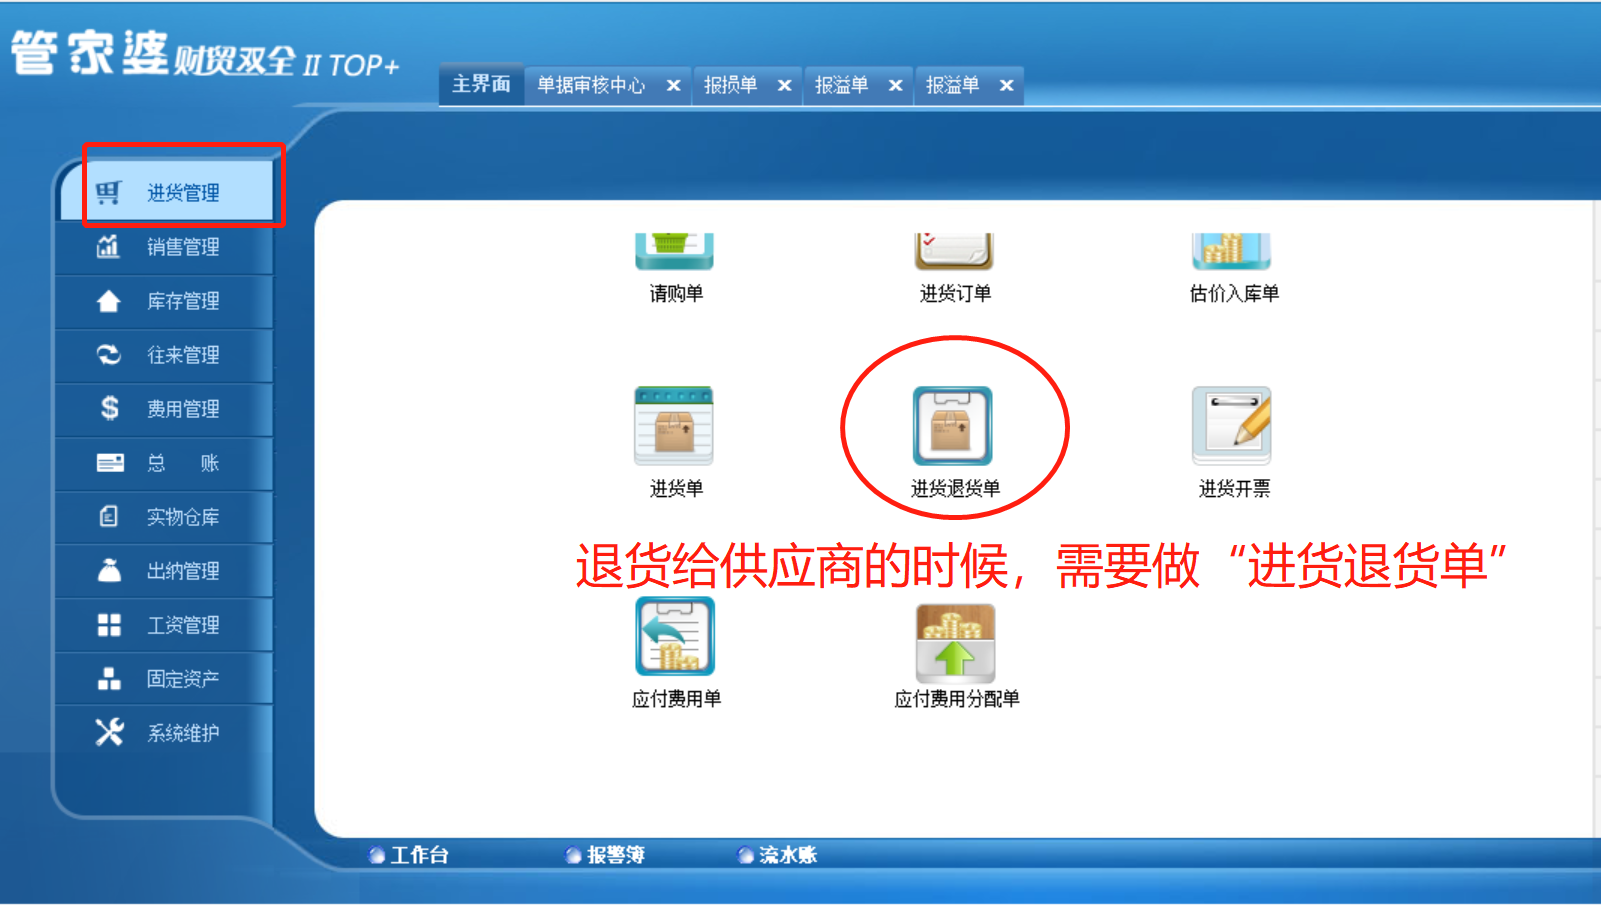 管家婆财贸双全 II TOP+
主界面 单据审核中心 × 报损单 × 报溢单 × 报溢单 ×
进货管理
销售管理
库存管理
往来管理
费用管理
总 账
实物仓库
出纳管理
工资管理
固定资产
系统维护
请购单 进货订单 估价入库单
进货单 进货退货单 进货开票
退货给供应商的时候，需要做“进货退货单”
应付费用单 应付费用分配单
工作台 报警簿 流水账